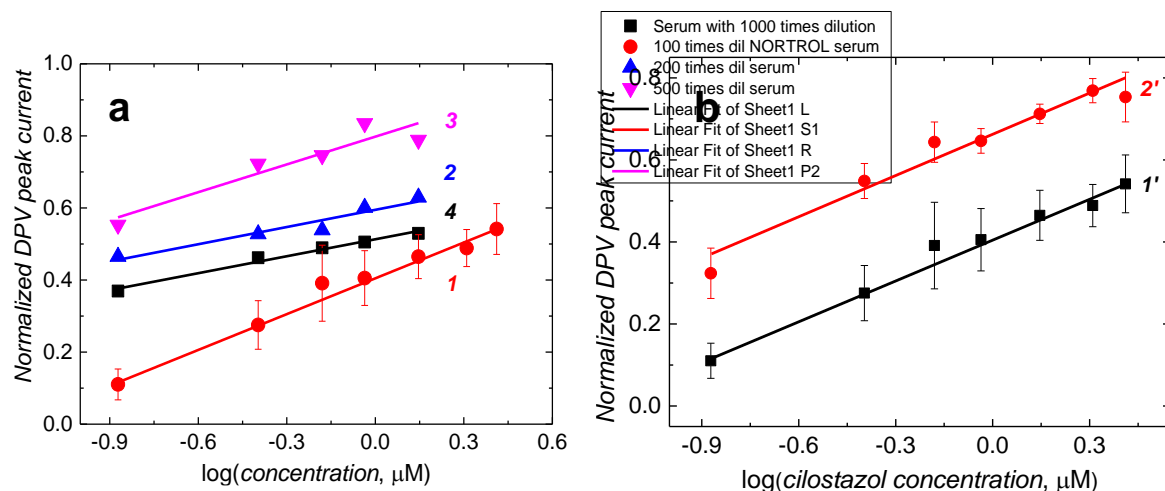 a
Normalized DPV peak current
1.0
0.8
0.6
0.4
0.2
0.0
3
2
4
1
-0.9
-0.6
-0.3
0.0
0.3
0.6
log(concentration, μM)
Serum with 1000 times dilution
100 times dil NORTROL serum
200 times dil serum
500 times dil serum
Linear Fit of Sheet1 L
Linear Fit of Sheet1 S1
Linear Fit of Sheet1 R
Linear Fit of Sheet1 P2
b
Normalized DPV peak current
0.8
0.6
0.4
0.2
0.0
2'
1'
-0.9
-0.6
-0.3
0.0
0.3
log(cilostazol concentration, μM)